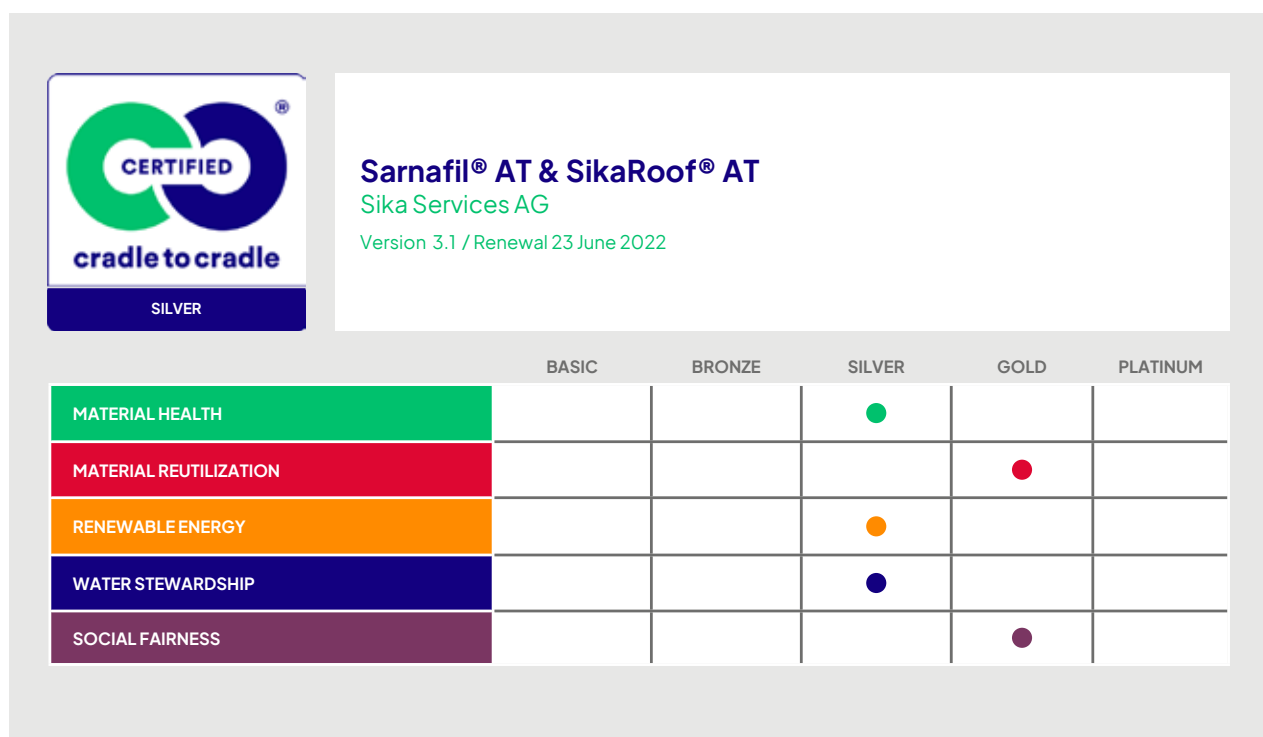 ®
CERTIFIED
cradle to cradle
SILVER
Sarnafil® AT & SikaRoof® AT
Sika Services AG
Version 3.1 / Renewal 23 June 2022
BASIC BRONZE SILVER GOLD PLATINUM
MATERIAL HEALTH
MATERIAL REUTILIZATION
RENEWABLE ENERGY
WATER STEWARDSHIP
SOCIAL FAIRNESS